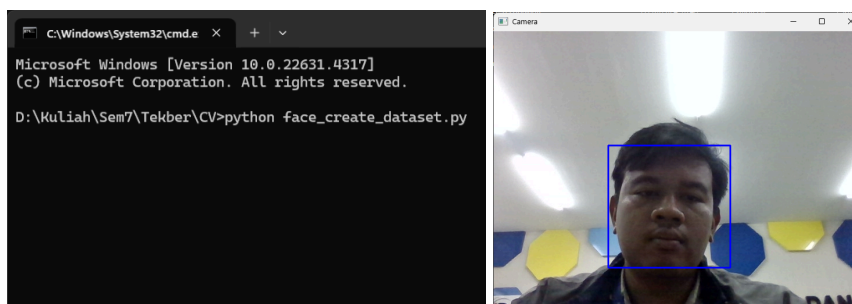 C:\Windows\System32\cmd.e
Microsoft Windows [Version 10.0.22631.4317]
(c) Microsoft Corporation. All rights reserved.
D:\Kuliah\Sem7\Tekber\CV>python face_create_dataset.py
Camera
DAN